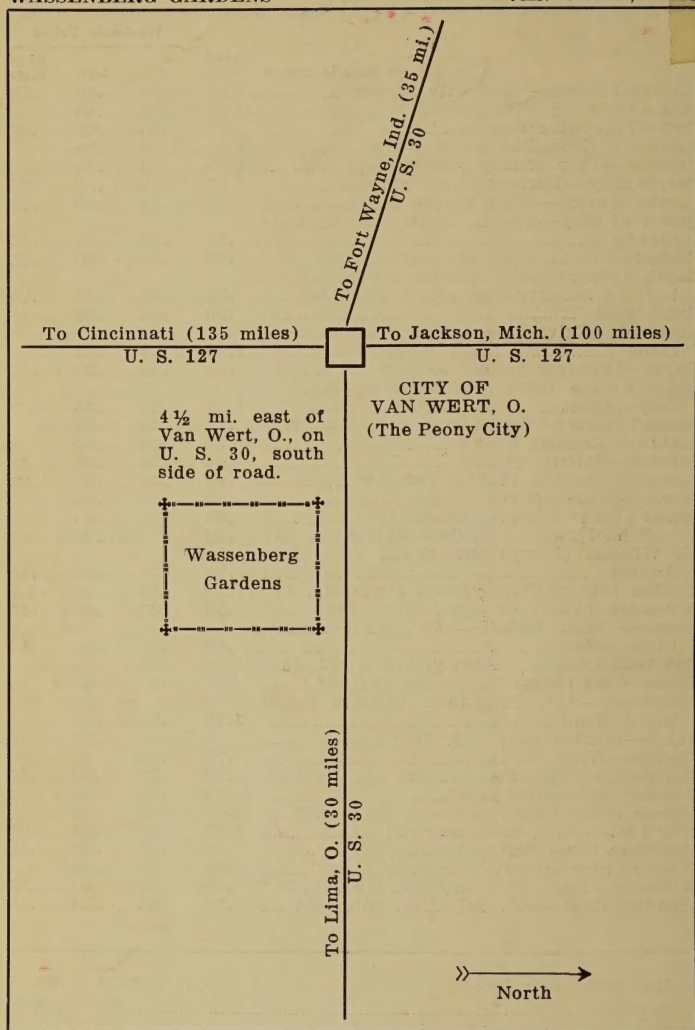 WASSENBERG GARDENS
To Fort Wayne, Ind. (35 mi.)
U. S. 30
To Cincinnati (135 miles)
U. S. 127
To Jackson, Mich. (100 miles)
U. S. 127
CITY OF
VAN WERT, O.
(The Peony City)
4½ mi. east of
Van Wert, O., on
U. S. 30, south
side of road.
Wassenberg
Gardens
To Lima, O. (30 miles)
U. S. 30
North